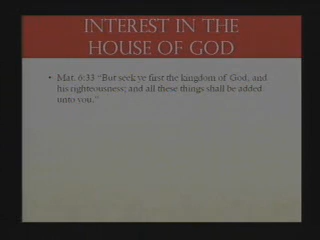 INTEREST IN THE
HOUSE OF GOD
• Mat. 6:33 "But seek ye first the kingdom of God, and
his righteousness; and all these things shall be added
unto you."